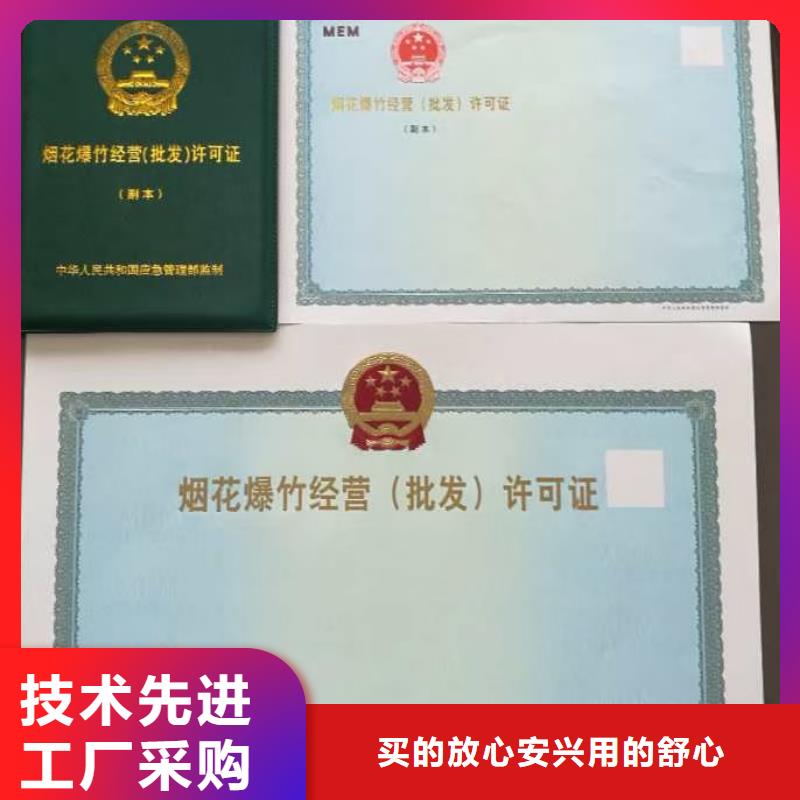 烟花爆竹经营(批发)许可证
(副本)
中华人民共和国应急管理部监制
MEM
烟花爆竹经营(批发)许可证
(副本)
烟花爆竹经营(批发)许可证
技术先进
工厂采购
买的放心安兴用的舒心